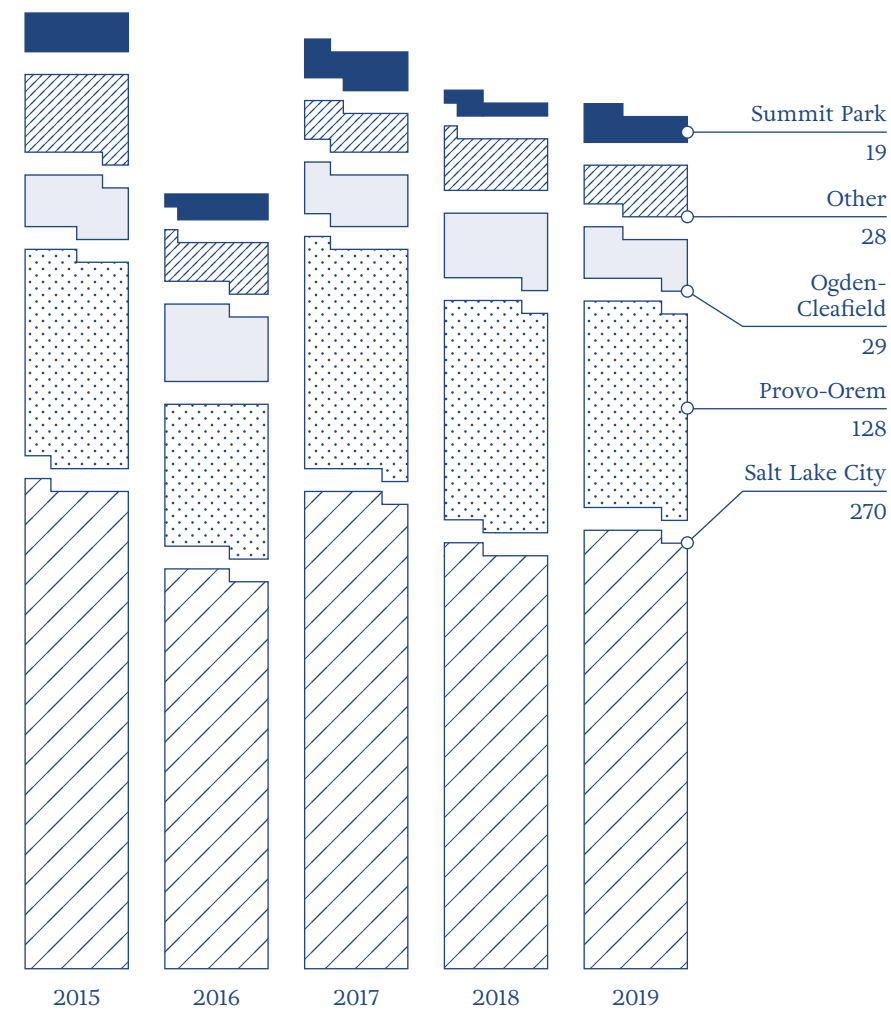 Summit Park
19
Other
28
Ogden-
Cleafield
29
Provo-Orem
128
Salt Lake City
270
2015 2016 2017 2018 2019